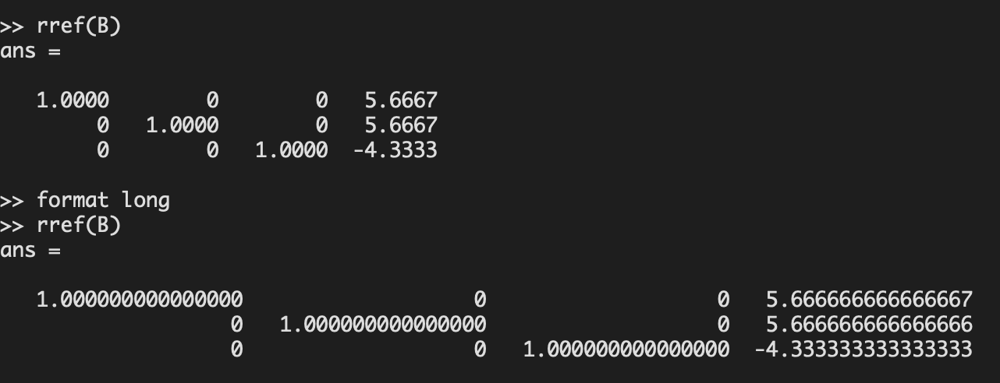 >> rref(B)
ans =
1.0000 0 0 5.6667
0 1.0000 0 5.6667
0 0 1.0000 -4.3333
>> format long
>> rref(B)
ans =
1.000000000000000 0 0 5.666666666666667
0 1.000000000000000 0 5.666666666666666
0 0 1.000000000000000 -4.333333333333333